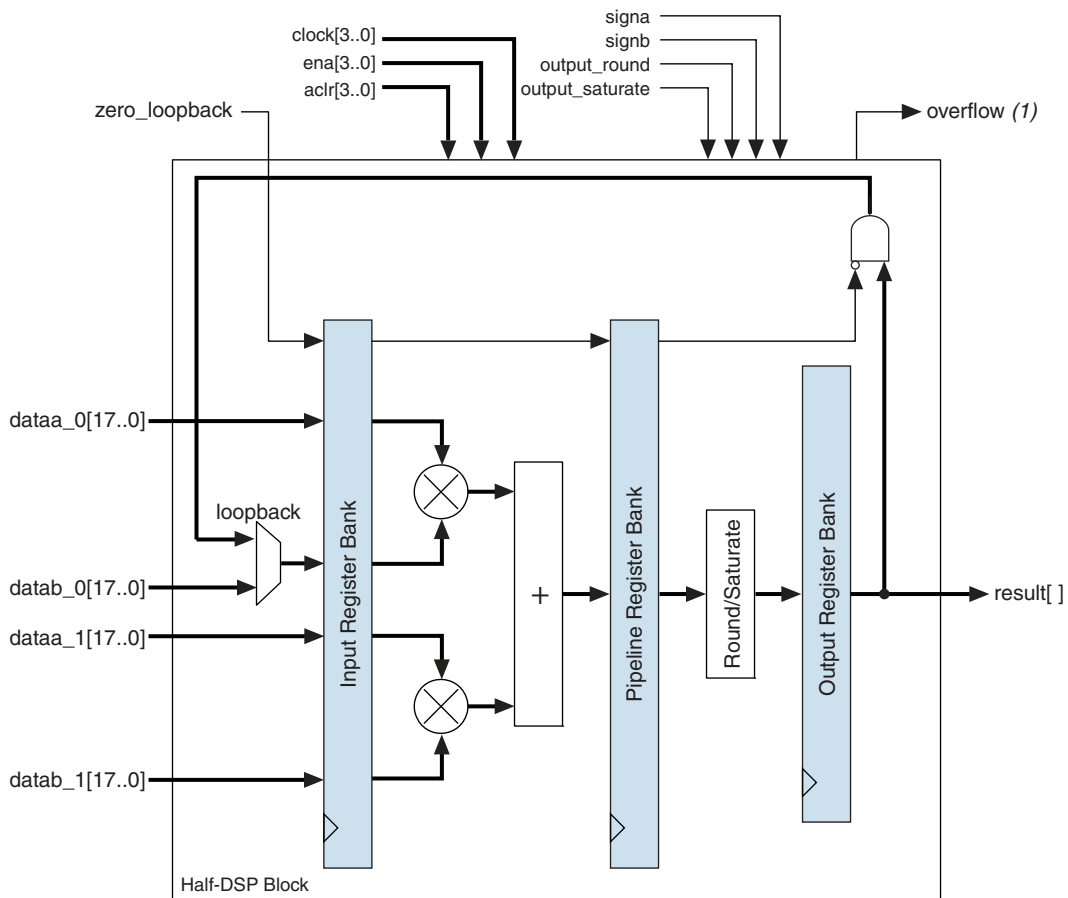 signa
clock[3..0]
signb
ena[3..0]
output_round
aclr[3..0]
output_saturate
zero_loopback
overflow (1)
dataa_0[17..0]
loopback
datab_0[17..0]
dataa_1[17..0]
datab_1[17..0]
Input Register Bank
+
Pipeline Register Bank
Round/Saturate
Output Register Bank
result[ ]
Half-DSP Block